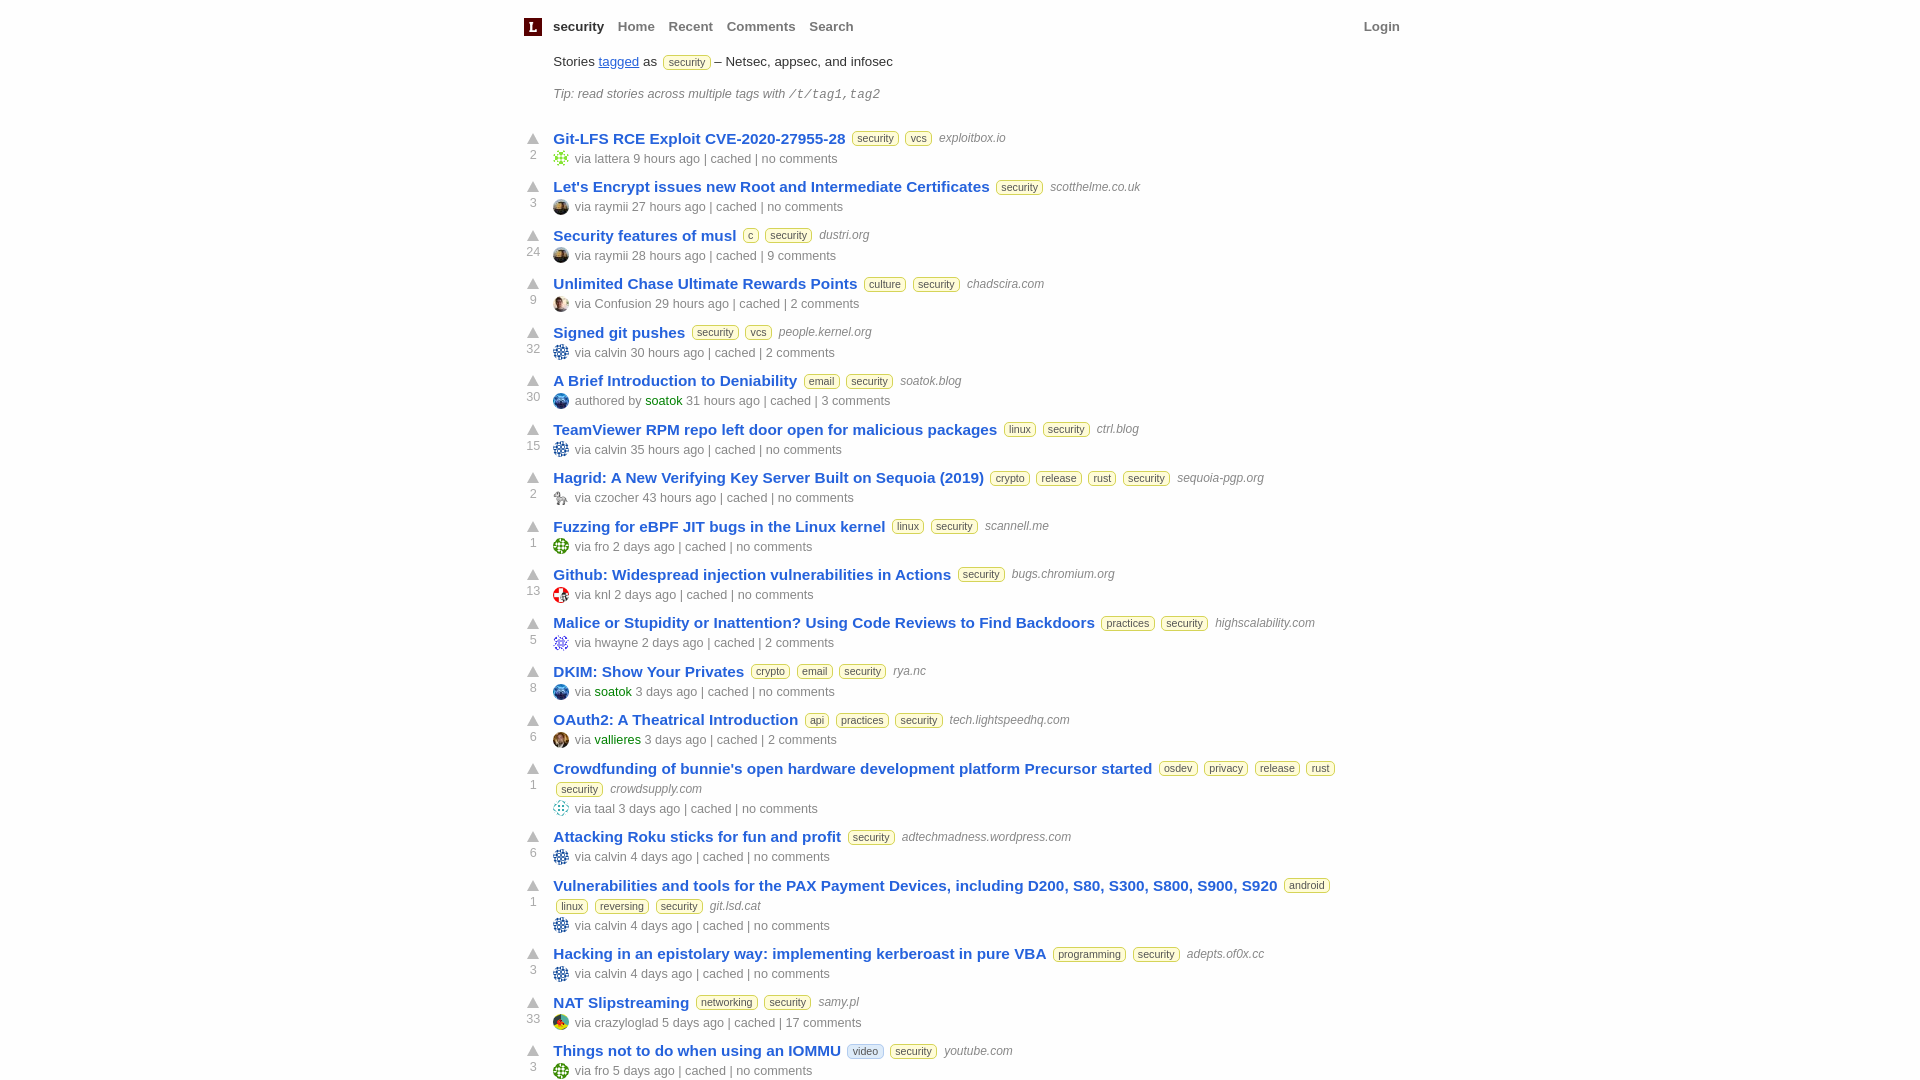 L security Home Recent Comments Search Login
Stories tagged as security – Netsec, appsec, and infosec
Tip: read stories across multiple tags with /t/tag1,tag2
Git-LFS RCE Exploit CVE-2020-27955-28 security vcs exploitbox.io
2 via lattera 9 hours ago | cached | no comments
Let's Encrypt issues new Root and Intermediate Certificates security scotthelme.co.uk
3 via raymii 27 hours ago | cached | no comments
Security features of musl c security dustri.org
24 via raymii 28 hours ago | cached | 9 comments
Unlimited Chase Ultimate Rewards Points culture security chadscira.com
9 via Confusion 29 hours ago | cached | 2 comments
Signed git pushes security vcs people.kernel.org
32 via calvin 30 hours ago | cached | 2 comments
A Brief Introduction to Deniability email security soatok.blog
30 authored by soatok 31 hours ago | cached | 3 comments
TeamViewer RPM repo left door open for malicious packages linux security ctrl.blog
15 via calvin 35 hours ago | cached | no comments
Hagrid: A New Verifying Key Server Built on Sequoia (2019) crypto release rust security sequoia-pgp.org
2 via czocher 43 hours ago | cached | no comments
Fuzzing for eBPF JIT bugs in the Linux kernel linux security scannell.me
1 via fro 2 days ago | cached | no comments
Github: Widespread injection vulnerabilities in Actions security bugs.chromium.org
13 via knl 2 days ago | cached | no comments
Malice or Stupidity or Inattention? Using Code Reviews to Find Backdoors practices security highscalability.com
5 via hwayne 2 days ago | cached | 2 comments
DKIM: Show Your Privates crypto email security rya.nc
8 via soatok 3 days ago | cached | no comments
OAuth2: A Theatrical Introduction api practices security tech.lightspeedhq.com
6 via vallieres 3 days ago | cached | 2 comments
Crowdfunding of bunnie's open hardware development platform Precursor started osdev privacy release rust
1 security crowdsupply.com
via taal 3 days ago | cached | no comments
Attacking Roku sticks for fun and profit security adtechmadness.wordpress.com
6 via calvin 4 days ago | cached | no comments
Vulnerabilities and tools for the PAX Payment Devices, including D200, S80, S300, S800, S900, S920 android
1 linux reversing security git.lsd.cat
via calvin 4 days ago | cached | no comments
Hacking in an epistolary way: implementing kerberoast in pure VBA programming security adepts.of0x.cc
3 via calvin 4 days ago | cached | no comments
NAT Slipstreaming networking security samy.pl
33 via crazyloglad 5 days ago | cached | 17 comments
Things not to do when using an IOMMU video security youtube.com
3 via fro 5 days ago | cached | no comments